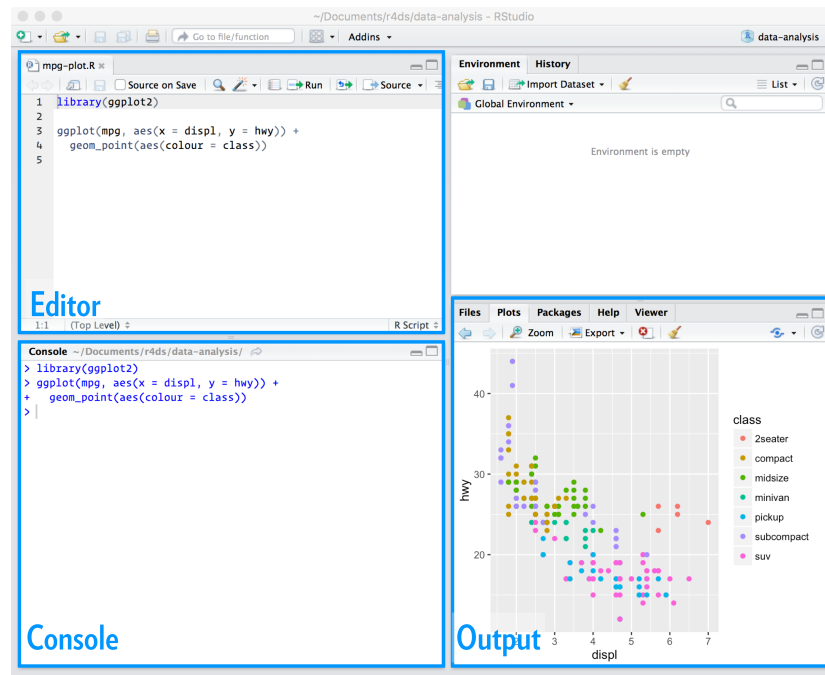 ~/Documents/r4ds/data-analysis - RStudio
Go to file/function Addins data-analysis
mpg-plot.R
Source on Save Run Source
1 library(ggplot2)
2
3 ggplot(mpg, aes(x = displ, y = hwy)) +
4 geom_point(aes(colour = class))
5
Editor
1:1 (Top Level) R Script
Console ~/Documents/r4ds/data-analysis/
> library(ggplot2)
> ggplot(mpg, aes(x = displ, y = hwy)) +
+ geom_point(aes(colour = class))
>
Console
Environment History
Import Dataset List
Global Environment
Environment is empty
Files Plots Packages Help Viewer
Zoom Export
40
30
20
hwy
3 4 5 6 7
displ
class
2seater
compact
midsize
minivan
pickup
subcompact
suv
Output